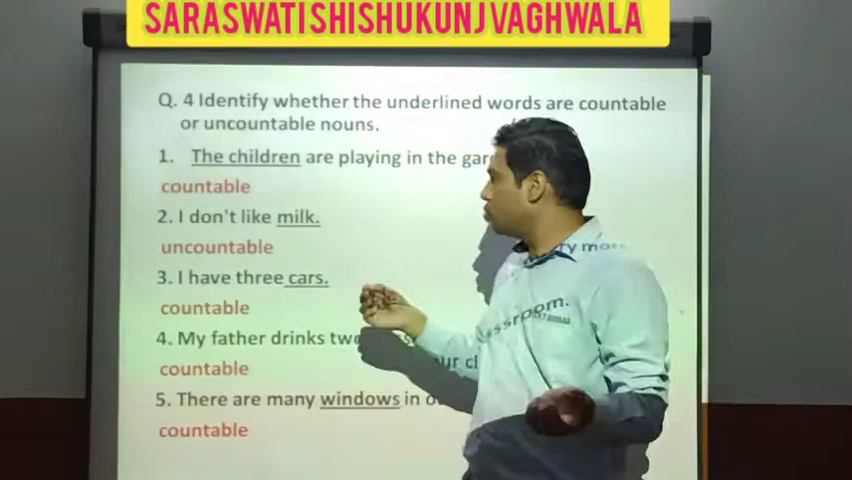 SARASWATI SHISHUKUNJ VAGHWALA
Q. 4 Identify whether the underlined words are countable
or uncountable nouns.
1. The children are playing in the
countable
2. I don't like milk.
uncountable
3. I have three cars.
countable
4. My father drinks
countable
5. There are many windows in
countable